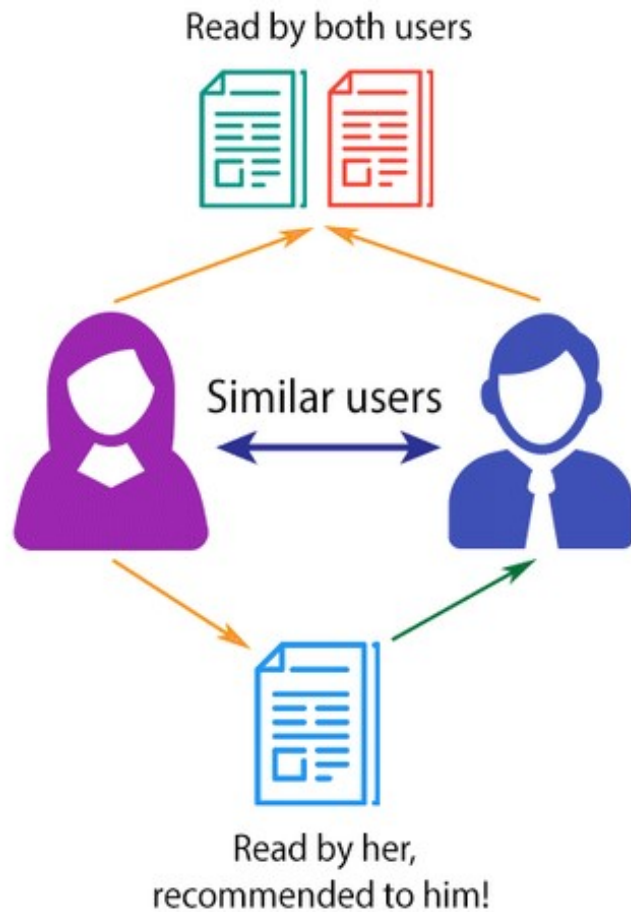 Read by both users
Similar users
Read by her,
recommended to him!